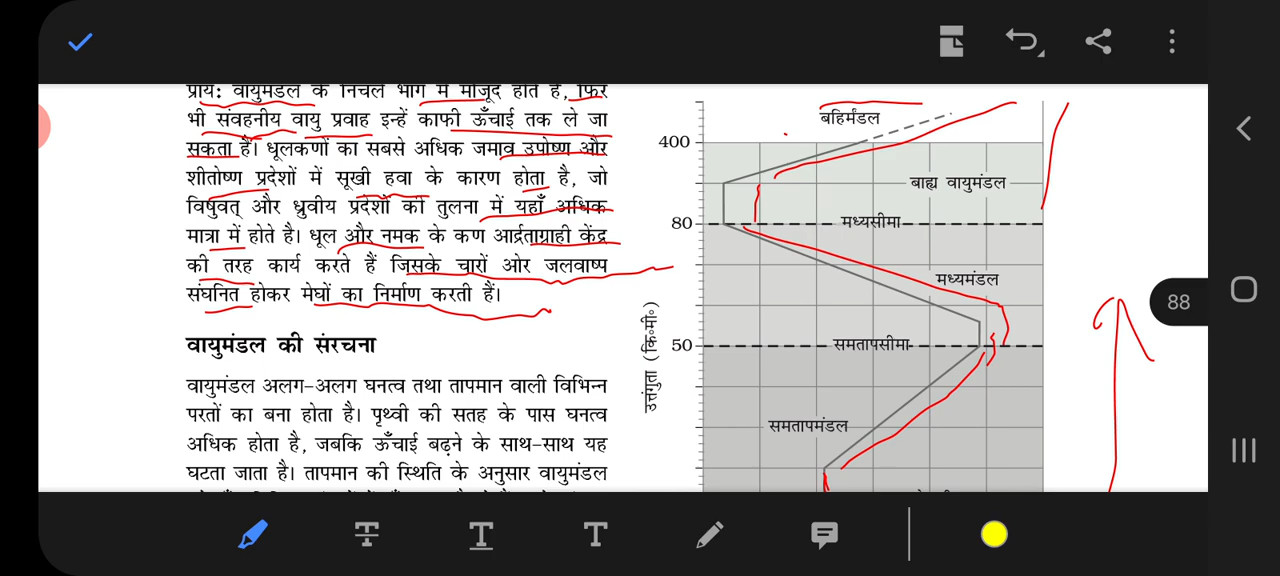 प्रायः वायुमंडल के निचले भाग में मौजूद होते हैं, फिर
भी संवहनीय वायु प्रवाह इन्हें काफी ऊँचाई तक ले जा
सकता है। धूलकणों का सबसे अधिक जमाव उपोष्ण और
शीतोष्ण प्रदेशों में सूखी हवा के कारण होता है, जो
विषुवत् और ध्रुवीय प्रदेशों की तुलना में यहाँ अधिक
मात्रा में होते है। धूल और नमक के कण आर्द्रताग्राही केंद्र
की तरह कार्य करते हैं जिसके चारों ओर जलवाष्प
संघनित होकर मेघों का निर्माण करती हैं।
वायुमंडल की संरचना
वायुमंडल अलग-अलग घनत्व तथा तापमान वाली विभिन्न
परतों का बना होता है। पृथ्वी की सतह के पास घनत्व
अधिक होता है, जबकि ऊँचाई बढ़ने के साथ-साथ यह
घटता जाता है। तापमान की स्थिति के अनुसार वायुमंडल
बहिर्मंडल
400
बाह्य वायुमंडल
80
मध्यसीमा
मध्यमंडल
50
समतापसीमा
उत्तंगुता (कि॰मी॰)
समतापमंडल
88
T
T
T